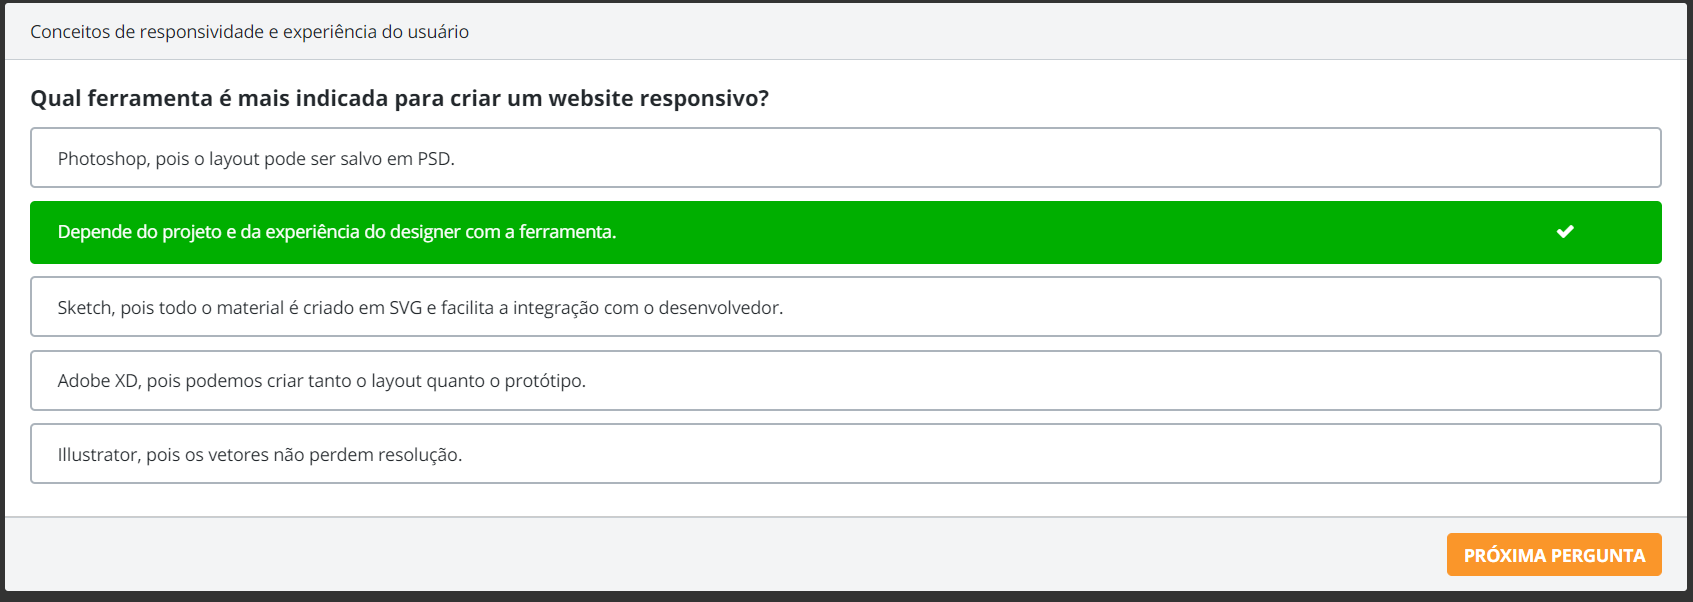 Conceitos de responsividade e experiência do usuário
Qual ferramenta é mais indicada para criar um website responsivo?
Photoshop, pois o layout pode ser salvo em PSD.
Depende do projeto e da experiência do designer com a ferramenta.
Sketch, pois todo o material é criado em SVG e facilita a integração com o desenvolvedor.
Adobe XD, pois podemos criar tanto o layout quanto o protótipo.
Illustrator, pois os vetores não perdem resolução.
PRÓXIMA PERGUNTA